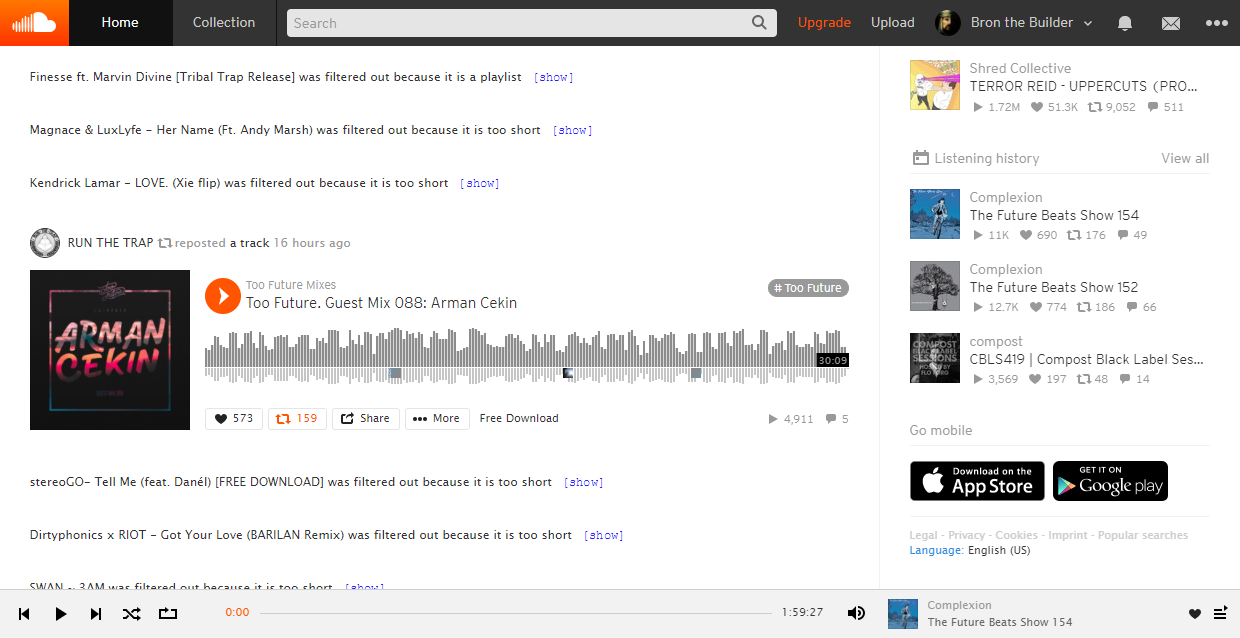 Home
Collection
Search
Upgrade
Upload
Bron the Builder
Finesse ft. Marvin Divine [Tribal Trap Release] was filtered out because it is a playlist [show]
Magnace & LuxLyfe - Her Name (Ft. Andy Marsh) was filtered out because it is too short [show]
Kendrick Lamar - LOVE. (Xie flip) was filtered out because it is too short [show]
RUN THE TRAP reposted a track 16 hours ago
ARMAN
CEKIN
Too Future Mixes
Too Future. Guest Mix 088: Arman Cekin
# Too Future
30:09
573
159
Share
More
Free Download
4,911
5
stereoGO- Tell Me (feat. Danél) [FREE DOWNLOAD] was filtered out because it is too short [show]
Dirtyphonics x RIOT - Got Your Love (BARILAN Remix) was filtered out because it is too short [show]
SWAN ~ 3AM was filtered out because it is too short [show]
Shred Collective
TERROR REID - UPPERCUTS (PRO...
1.72M 51.3K 9,052 511
Listening history
View all
Complexion
The Future Beats Show 154
11K 690 176 49
Complexion
The Future Beats Show 152
12.7K 774 186 66
COMPOST
BLACK LABEL
SESSIONS
HOSTED BY
compost
CBLS419 | Compost Black Label Ses...
3,569 197 48 14
Go mobile
Download on the
App Store
GET IT ON
Google play
Legal - Privacy - Cookies - Imprint - Popular searches
Language: English (US)
0:00
1:59:27
Complexion
The Future Beats Show 154